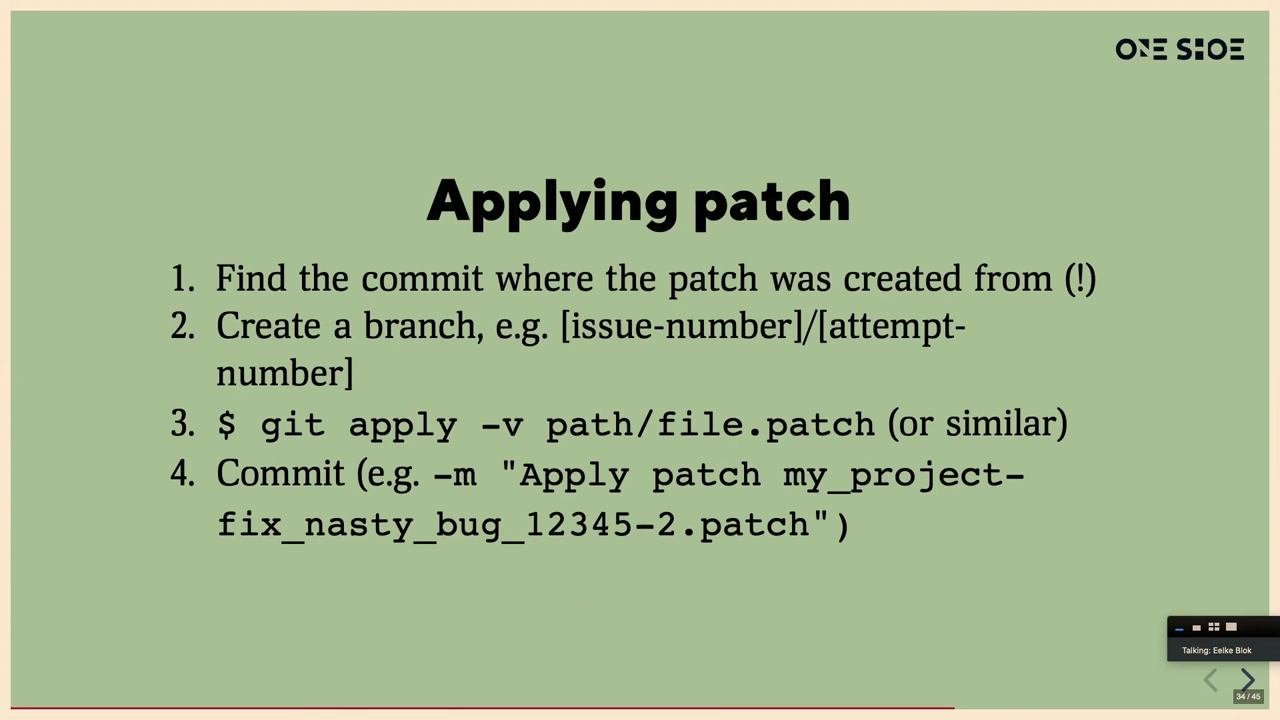 ONE SHOE
Applying patch
1. Find the commit where the patch was created from (!)
2. Create a branch, e.g. [issue-number]/[attempt-
number]
3. $ git apply -v path/file.patch (or similar)
4. Commit (e.g. -m "Apply patch my_project-
fix_nasty_bug_12345-2.patch")
Talking: Eelke Blok
34 / 45